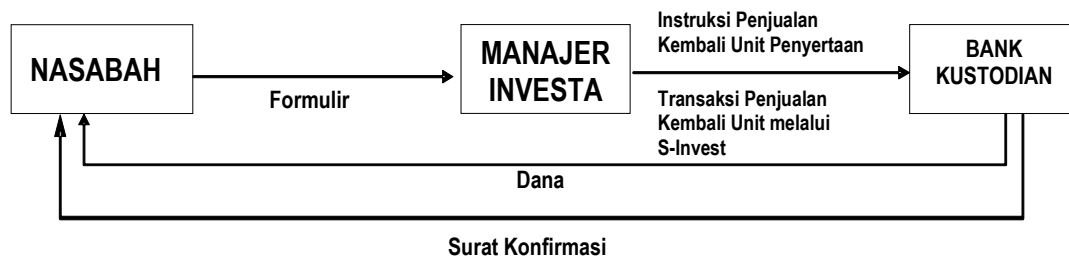 NASABAH
Formulir
MANAJER
INVESTA
Instruksi Penjualan
Kembali Unit Penyertaan
Transaksi Penjualan
Kembali Unit melalui
S-Invest
BANK
KUSTODIAN
Dana
Surat Konfirmasi